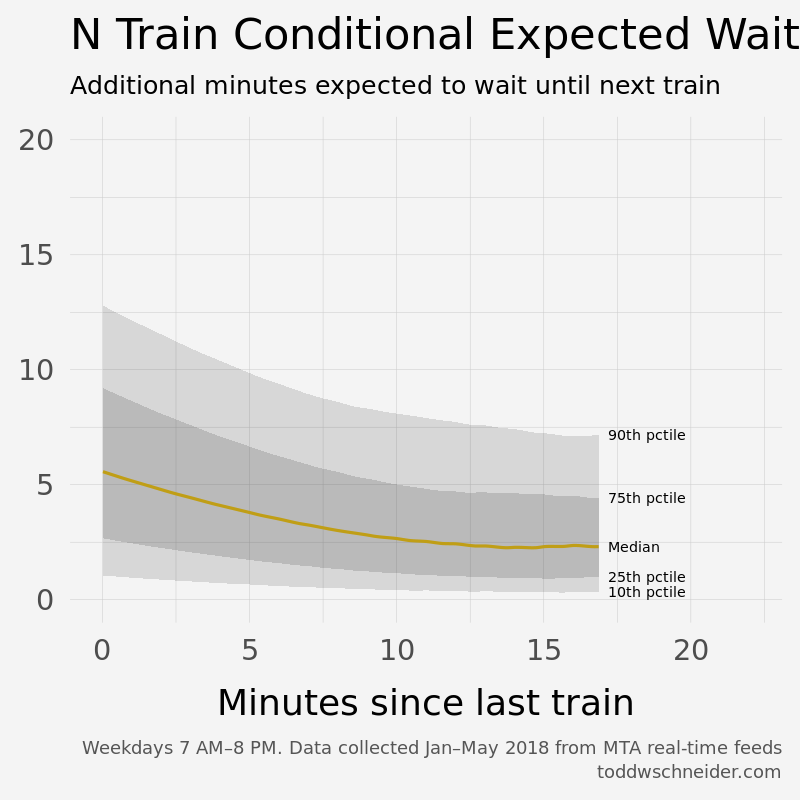 N Train Conditional Expected Wait
Additional minutes expected to wait until next train
20
15
10
5
0
90th pctile
75th pctile
Median
25th pctile
10th pctile
0 5 10 15 20
Minutes since last train
Weekdays 7 AM–8 PM. Data collected Jan–May 2018 from MTA real-time feeds
toddwschneider.com